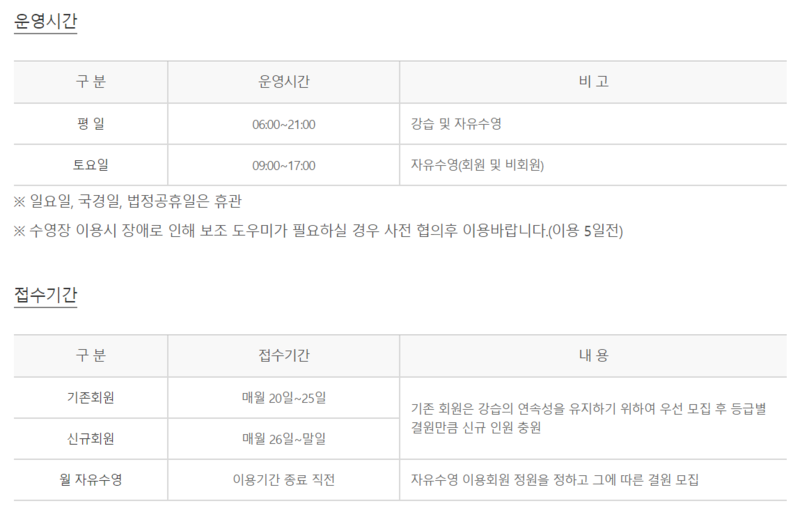 운영시간
구 분 운영시간 비 고
평 일 06:00~21:00 강습 및 자유수영
토요일 09:00~17:00 자유수영(회원 및 비회원)
※ 일요일, 국경일, 법정공휴일은 휴관
※ 수영장 이용시 장애로 인해 보조 도우미가 필요하실 경우 사전 협의후 이용바랍니다.(이용 5일전)
접수기간
구 분 접수기간 내 용
기존회원 매월 20일~25일
기존 회원은 강습의 연속성을 유지하기 위하여 우선 모집 후 등급별
결원만큼 신규 인원 충원
신규회원 매월 26일~말일
월 자유수영 이용기간 종료 직전 자유수영 이용회원 정원을 정하고 그에 따른 결원 모집